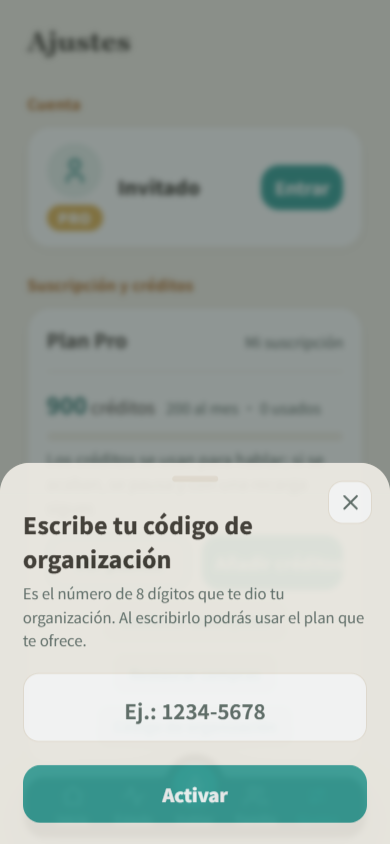 Ajustes
Cuenta
Invitado
Entrar
PRO
Suscripción y créditos
Plan Pro
Mi suscripción
900 créditos 200 al mes · 0 usados
Escribe tu código de
organización
Es el número de 8 dígitos que te dio tu
organización. Al escribirlo podrás usar el plan que
te ofrece.
Ej.: 1234-5678
Activar